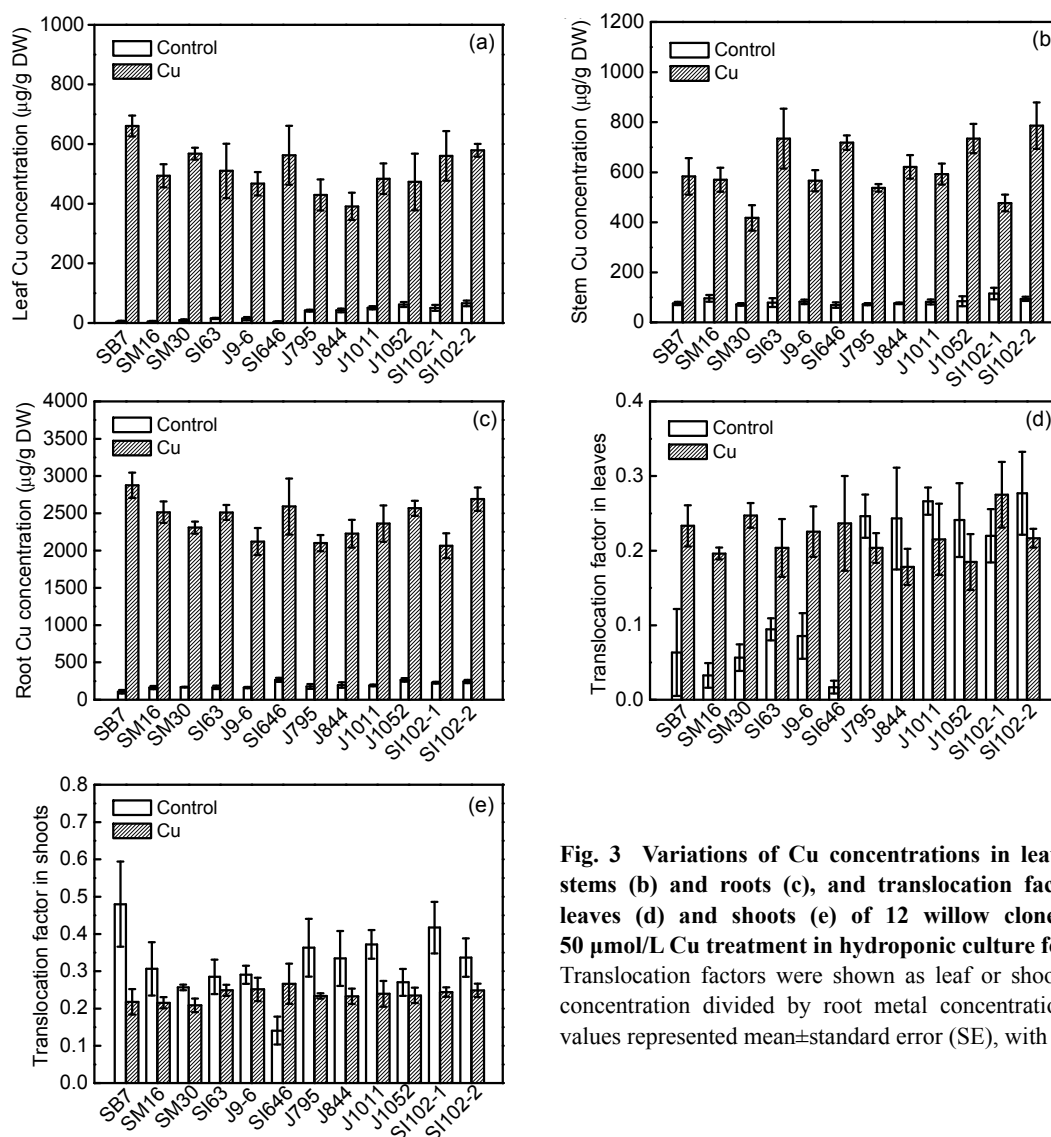 1000
800
600
400
200
0
Leaf Cu concentration (μg/g DW)
(a)
Control
Cu
SB7
SM16
SM30
SI63
J9-6
SI646
J795
J844
J1011
J1052
SI102-1
SI102-2
1200
1000
800
600
400
200
0
Stem Cu concentration (μg/g DW)
(b
Control
Cu
SB7
SM16
SM30
SI63
J9-6
SI646
J795
J844
J1011
J1052
SI102-1
SI102-2
4000
3500
3000
2500
2000
1500
1000
500
0
Root Cu concentration (μg/g DW)
(c)
Control
Cu
SB7
SM16
SM30
SI63
J9-6
SI646
J795
J844
J1011
J1052
SI102-1
SI102-2
0.4
0.3
0.2
0.1
0.0
Translocation factor in leaves
(d)
Control
Cu
SB7
SM16
SM30
SI63
J9-6
SI646
J795
J844
J1011
J1052
SI102-1
SI102-2
0.8
0.7
0.6
0.5
0.4
0.3
0.2
0.1
0.0
Translocation factor in shoots
(e)
Control
Cu
SB7
SM16
SM30
SI63
J9-6
SI646
J795
J844
J1011
J1052
SI102-1
SI102-2
Fig. 3 Variations of Cu concentrations in leav
stems (b) and roots (c), and translocation fac
leaves (d) and shoots (e) of 12 willow clone
50 μmol/L Cu treatment in hydroponic culture fo
Translocation factors were shown as leaf or shoo
concentration divided by root metal concentratio
values represented mean±standard error (SE), with